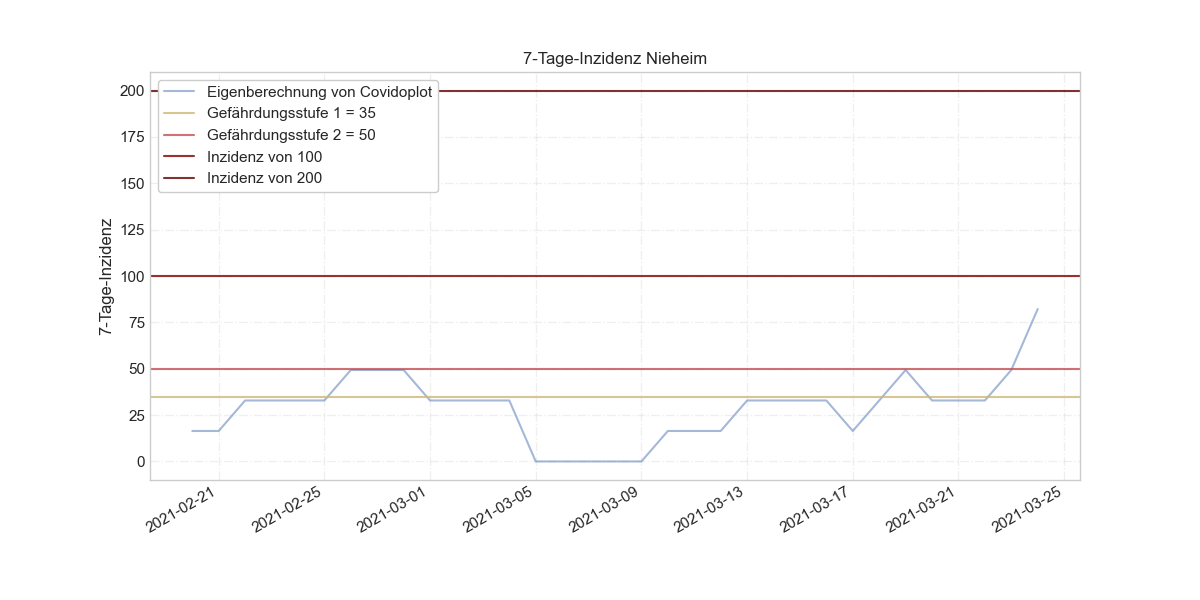 7-Tage-Inzidenz Nieheim
Eigenberechnung von Covidoplot
Gefährdungsstufe 1 = 35
Gefährdungsstufe 2 = 50
Inzidenz von 100
Inzidenz von 200
7-Tage-Inzidenz
200
175
150
125
100
75
50
25
0
2021-02-21
2021-02-25
2021-03-01
2021-03-05
2021-03-09
2021-03-13
2021-03-17
2021-03-21
2021-03-25